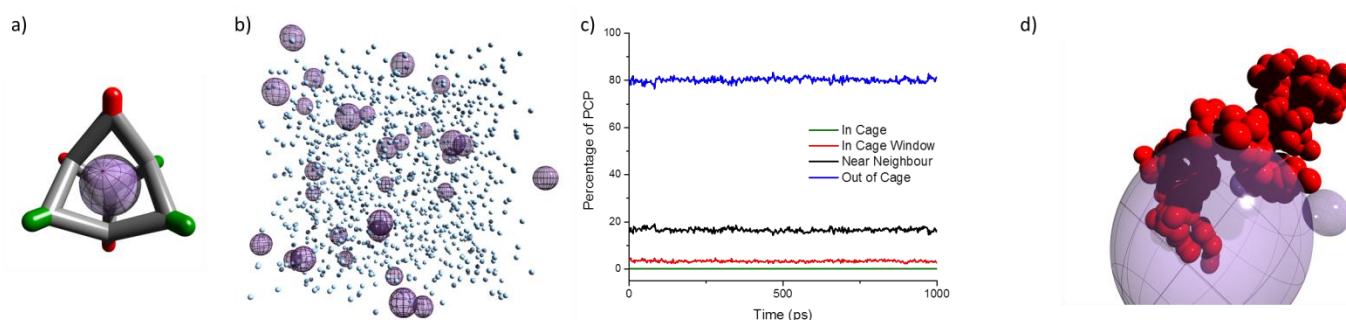 a)
b)
c)
d)
100
80
60
40
20
0
Percentage of PCP
In Cage
In Cage Window
Near Neighbour
Out of Cage
0
500
1000
Time (ps)